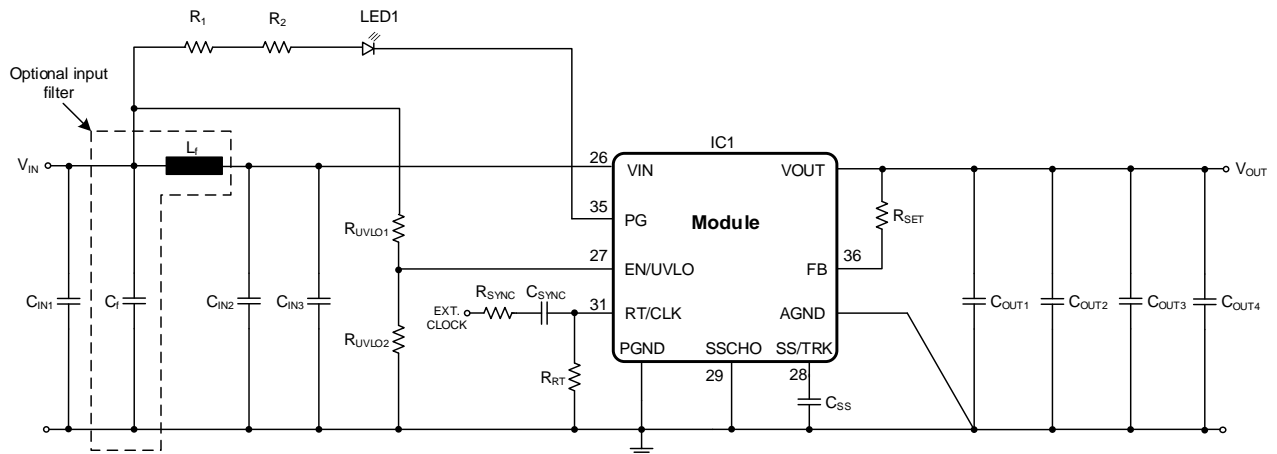 R1
R2
LED1
Optional input
filter
Lf
VIN
26
IC1
VIN
VOUT
VOUT
35
PG
Module
RSET
RUVLO1
27
EN/UVLO
FB
36
CIN1
Cf
CIN2
CIN3
RSYNC
CSYNC
EXT.
CLOCK
31
RT/CLK
AGND
COUT1
COUT2
COUT3
COUT4
RUVLO2
RRT
PGND
SSCHO
SS/TRK
29
28
CSS